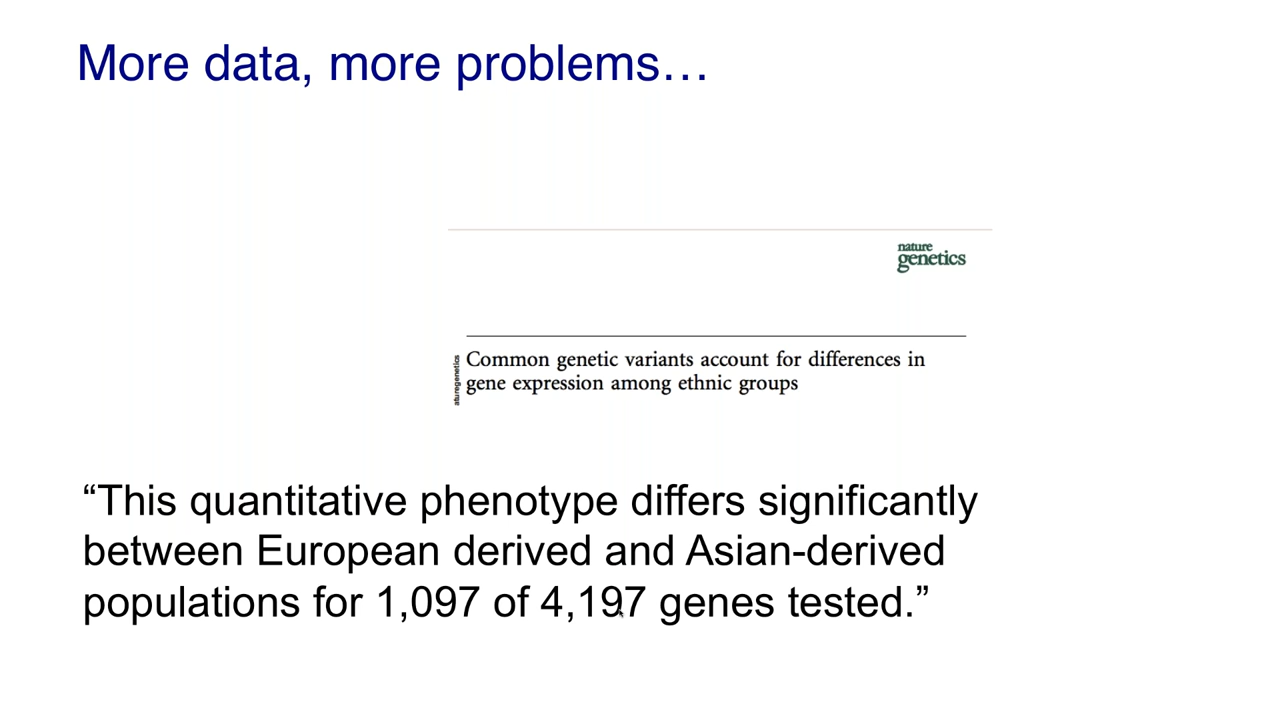 More data, more problems…
nature
genetics
Common genetic variants account for differences in
gene expression among ethnic groups
aturegenetics
“This quantitative phenotype differs significantly
between European derived and Asian-derived
populations for 1,097 of 4,197 genes tested.”